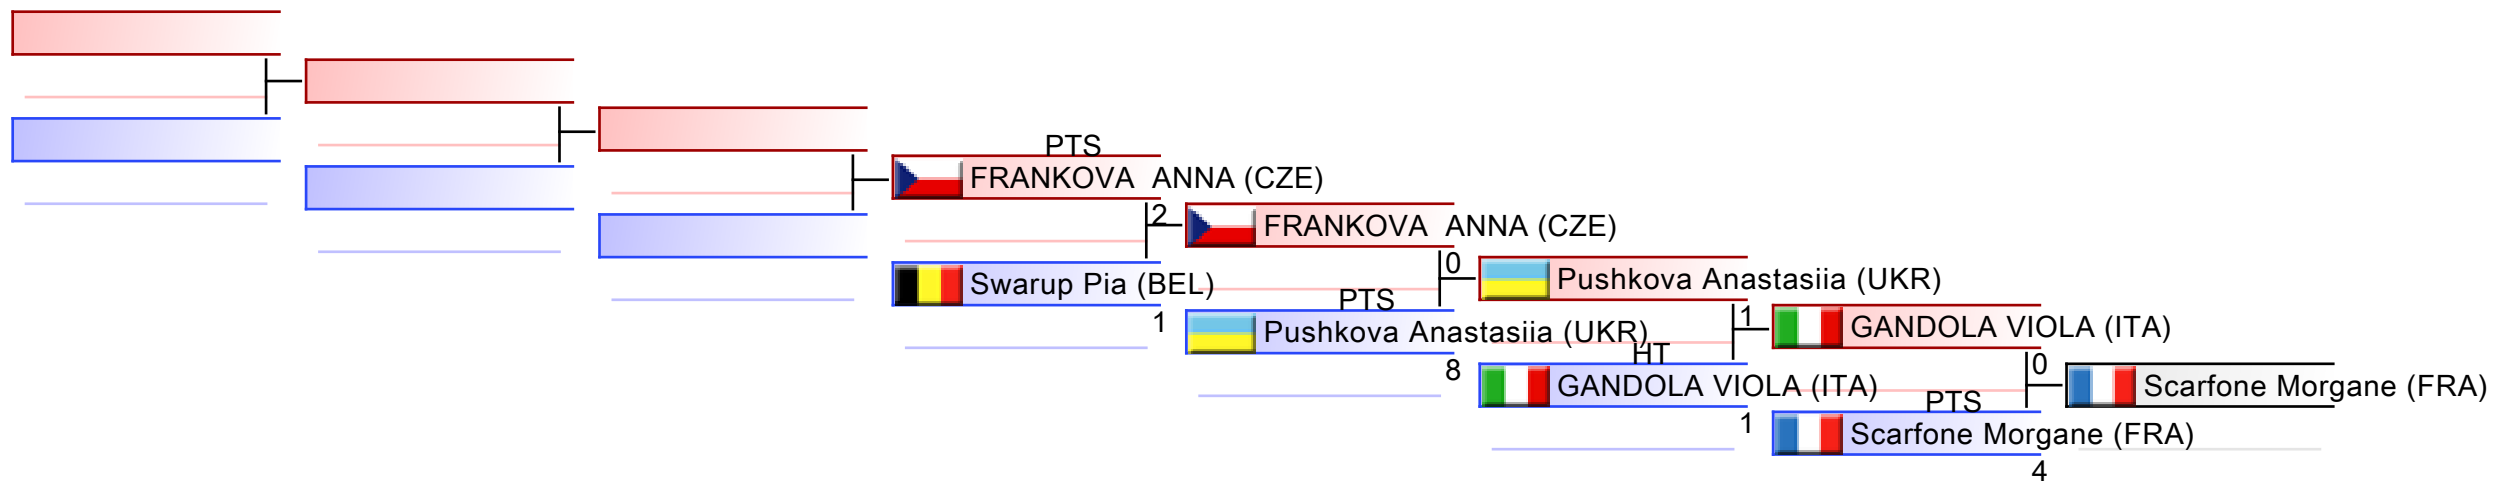 PTS
FRANKOVA  ANNA (CZE)
2
FRANKOVA  ANNA (CZE)
Swarup Pia (BEL)
1
0
PTS
Pushkova Anastasiia (UKR)
Pushkova Anastasiia (UKR)
8
1
HT
GANDOLA VIOLA (ITA)
GANDOLA VIOLA (ITA)
1
0
PTS
Scarfone Morgane (FRA)
Scarfone Morgane (FRA)
4